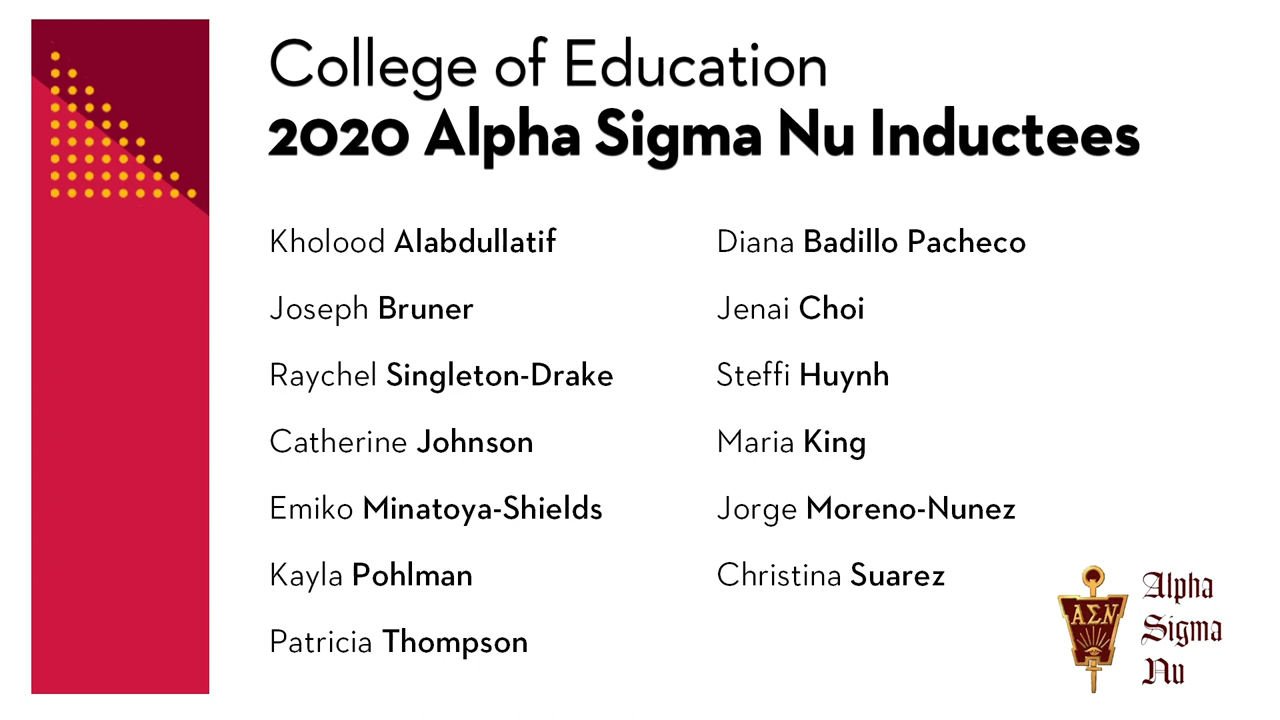 College of Education
2020 Alpha Sigma Nu Inductees
Kholood Alabdullatif
Joseph Bruner
Raychel Singleton-Drake
Catherine Johnson
Emiko Minatoya-Shields
Kayla Pohlman
Patricia Thompson
Diana Badillo Pacheco
Jenai Choi
Steffi Huynh
Maria King
Jorge Moreno-Nunez
Christina Suarez
ΑΣΝ
Alpha
Sigma
Nu